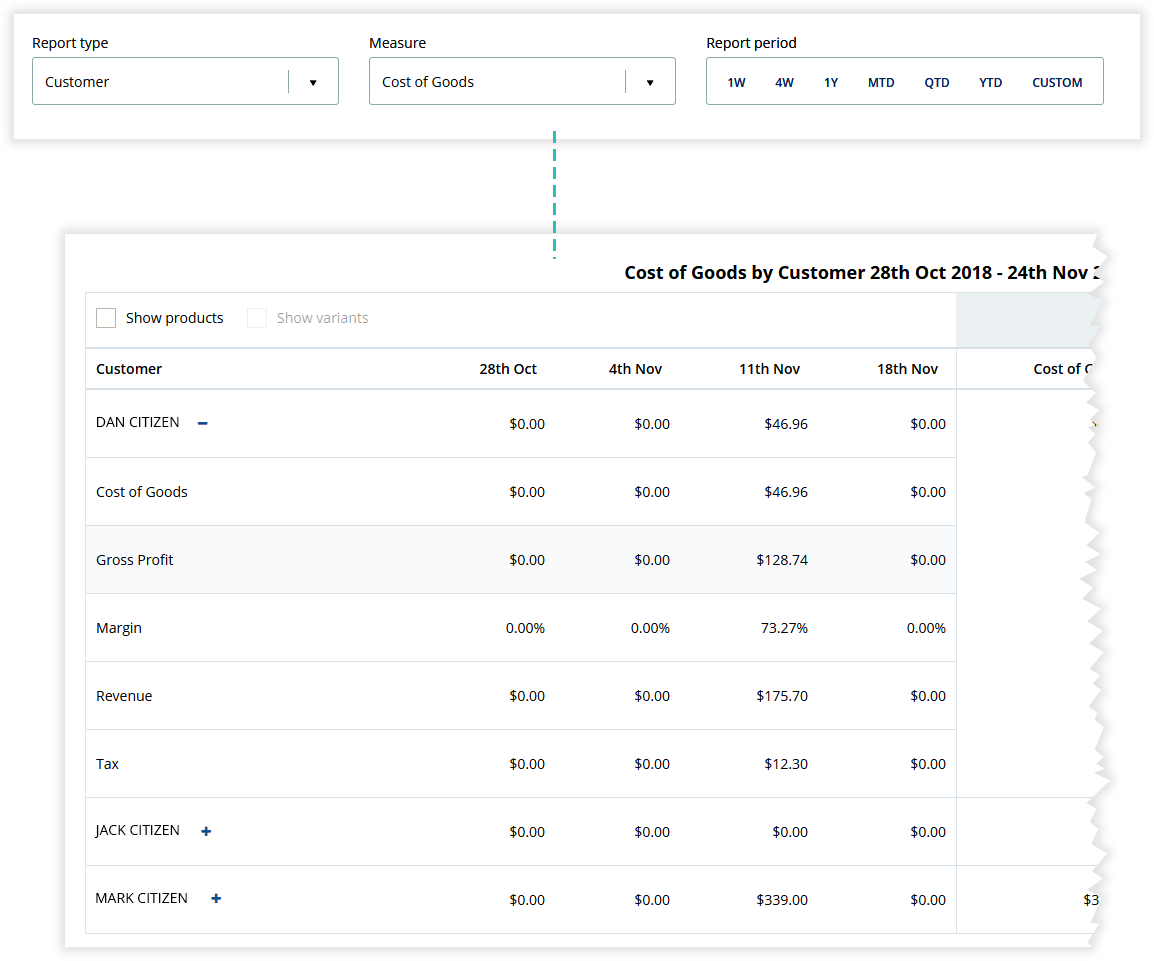 Report type Measure Report period
Customer Cost of Goods 1W 4W 1Y MTD QTD YTD CUSTOM
Cost of Goods by Customer 28th Oct 2018 - 24th Nov
Show products Show variants
Customer 28th Oct 4th Nov 11th Nov 18th Nov Cost of
DAN CITIZEN $0.00 $0.00 $46.96 $0.00
Cost of Goods $0.00 $0.00 $46.96 $0.00
Gross Profit $0.00 $0.00 $128.74 $0.00
Margin 0.00% 0.00% 73.27% 0.00%
Revenue $0.00 $0.00 $175.70 $0.00
Tax $0.00 $0.00 $12.30 $0.00
JACK CITIZEN $0.00 $0.00 $0.00 $0.00
MARK CITIZEN $0.00 $0.00 $339.00 $0.00 $3